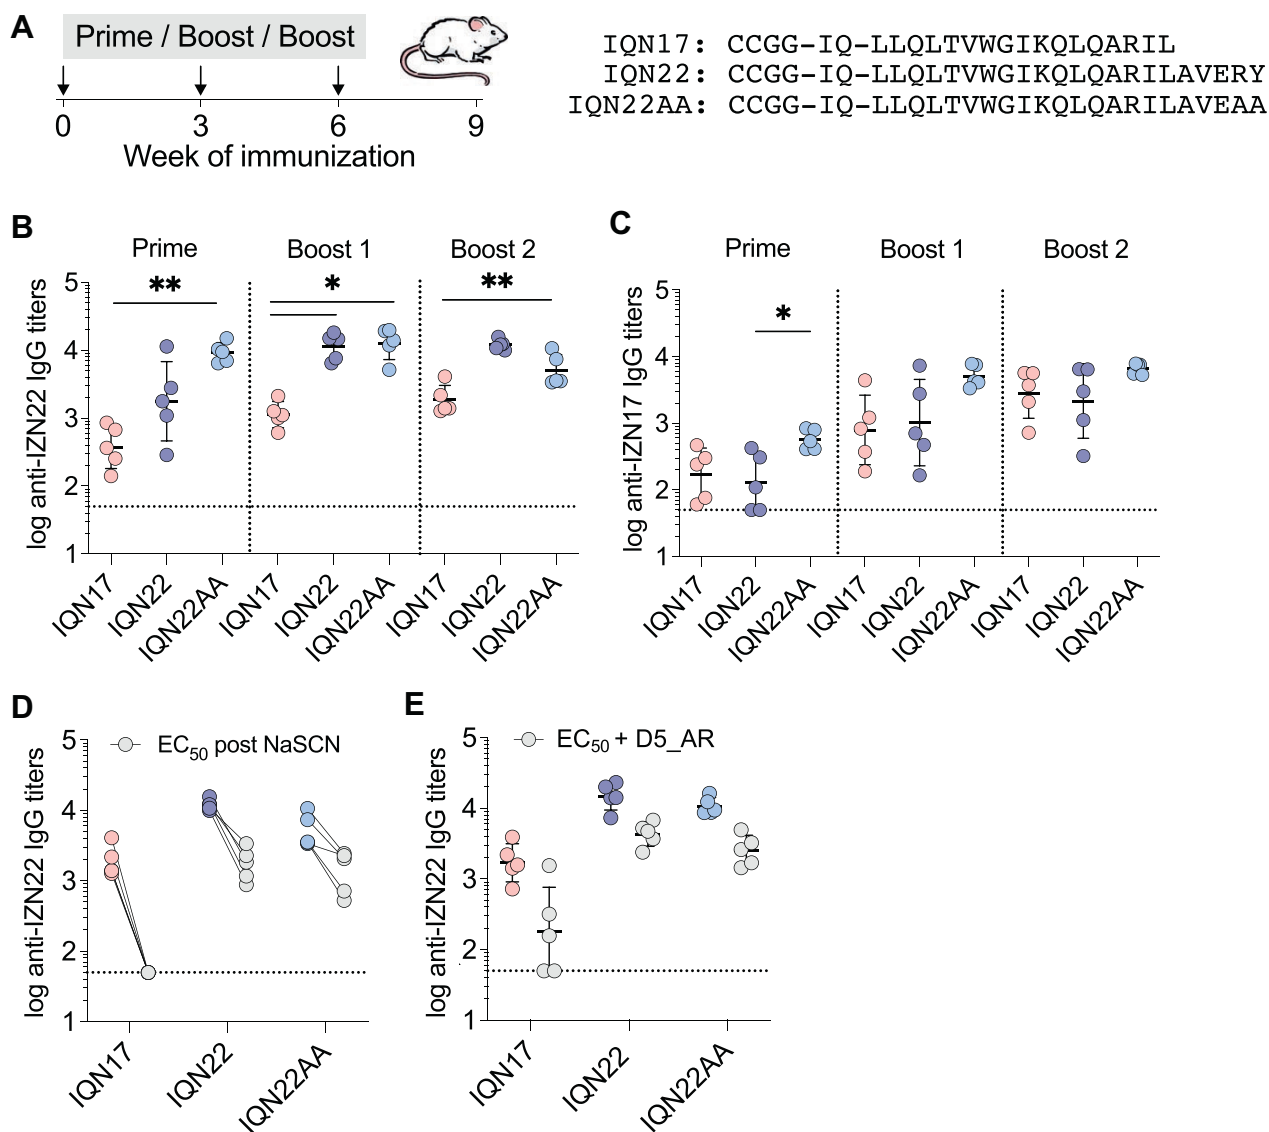 A
Prime / Boost / Boost
0 3 6 9
Week of immunization
IQN17: CCGG-IQ-LLQLTVWGIKQLQARIL
IQN22: CCGG-IQ-LLQLTVWGIKQLQARILAVERY
IQN22AA: CCGG-IQ-LLQLTVWGIKQLQARILAVEAA
B
Prime Boost 1 Boost 2
** * **
log anti-IZN22 IgG titers
5
4
3
2
1
IQN17 IQN22 IQN22AA IQN17 IQN22 IQN22AA IQN17 IQN22 IQN22AA
C
Prime Boost 1 Boost 2
*
log anti-IZN17 IgG titers
5
4
3
2
1
IQN17 IQN22 IQN22AA IQN17 IQN22 IQN22AA IQN17 IQN22 IQN22AA
D
EC50 post NaSCN
log anti-IZN22 IgG titers
5
4
3
2
1
IQN17 IQN22 IQN22AA
E
EC50 + D5_AR
log anti-IZN22 IgG titers
5
4
3
2
1
IQN17 IQN22 IQN22AA